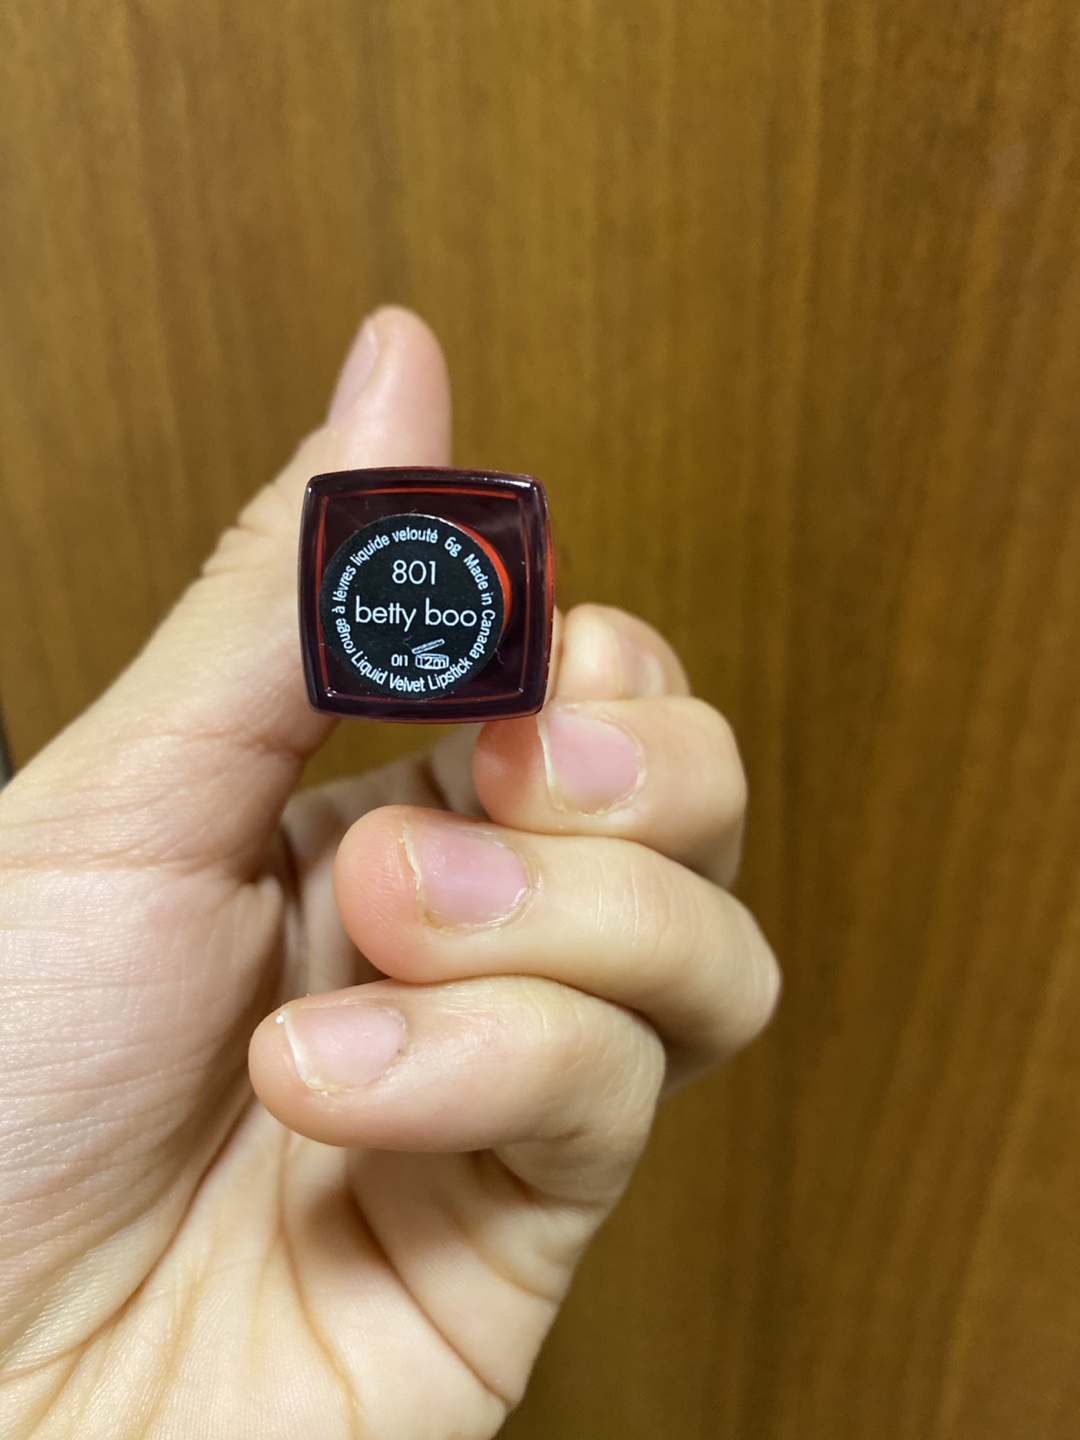 rouge à lèvres liquide velouté 6g Made in Canada
801
betty boo
011 12m
Liquid Velvet Lipstick